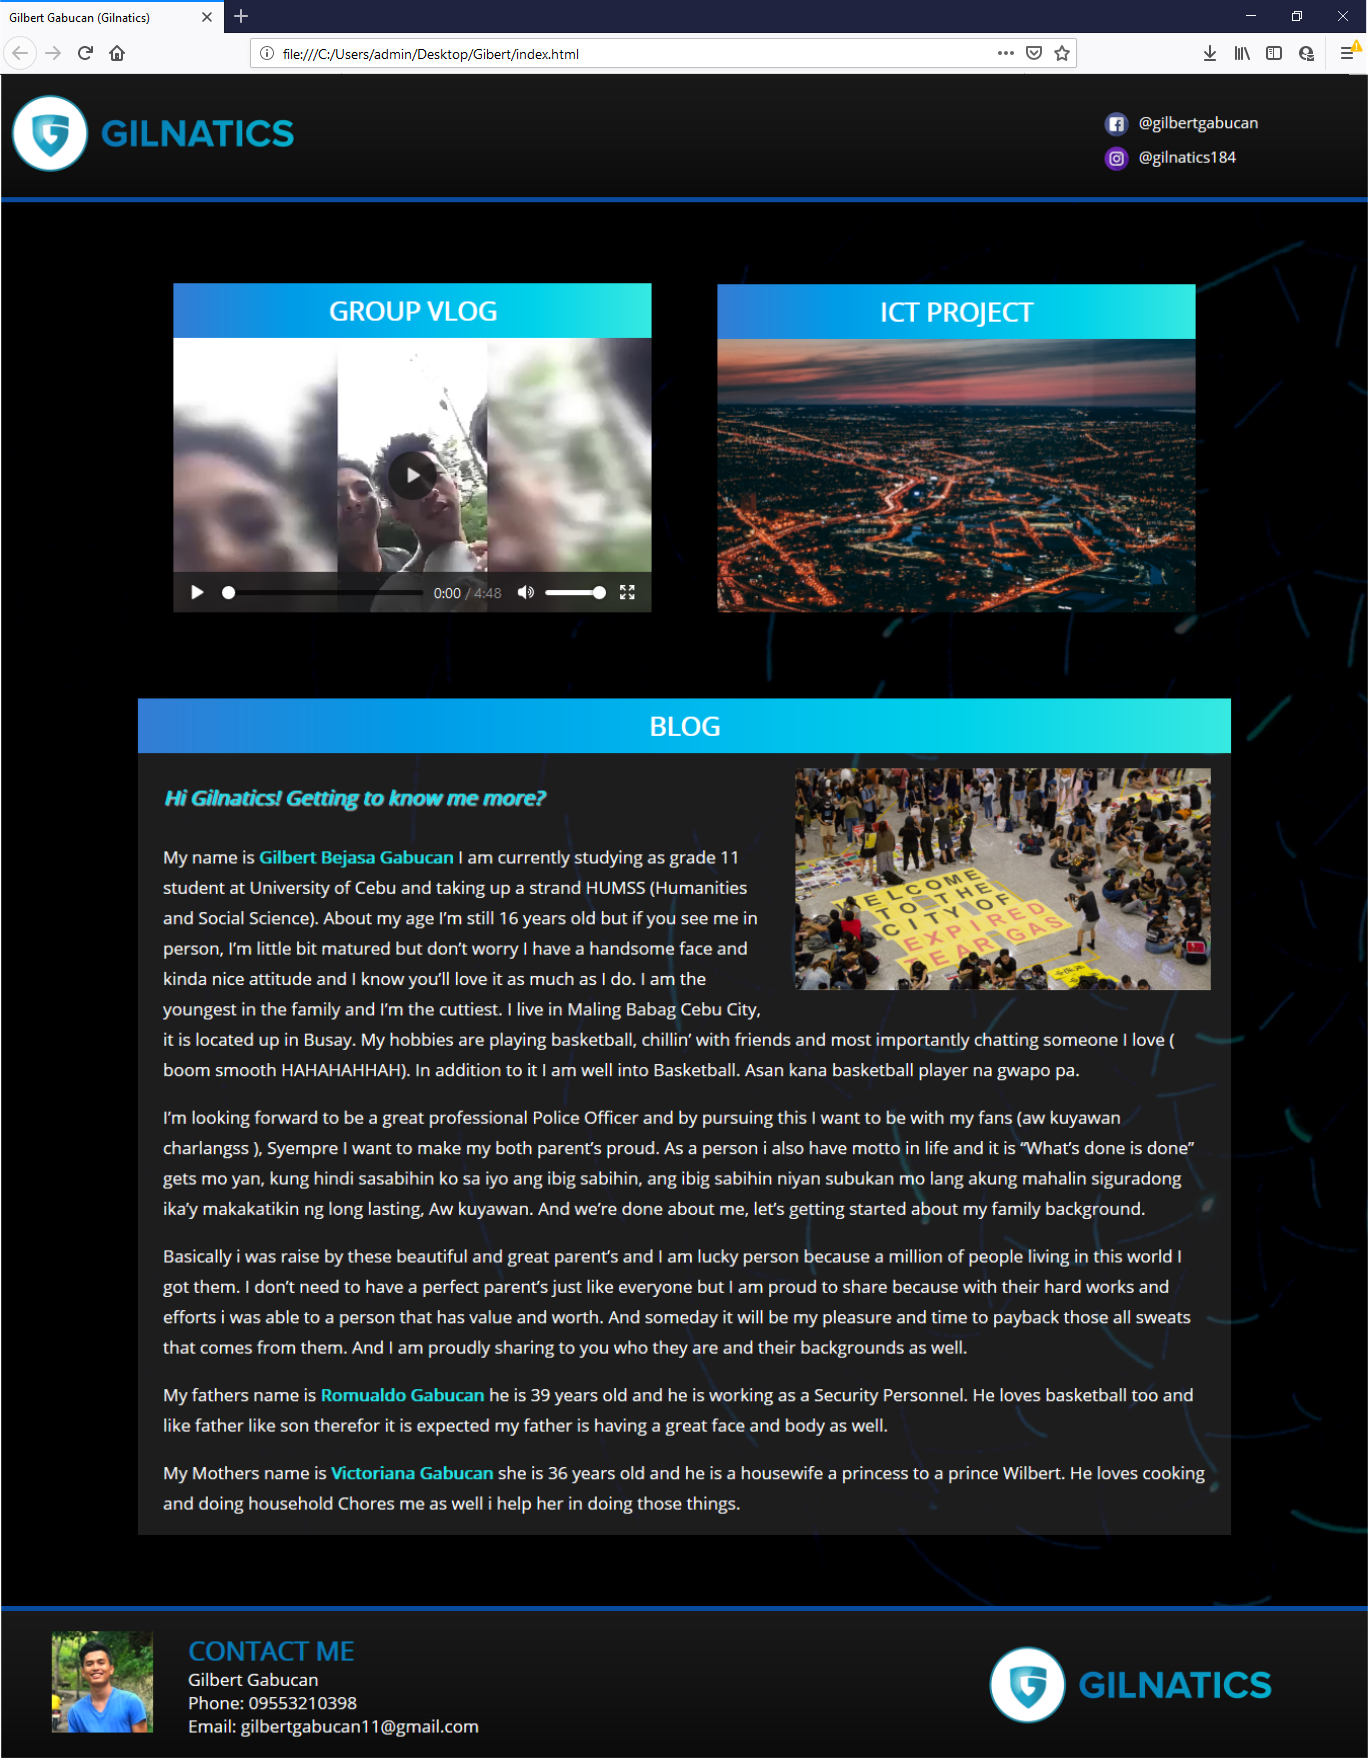 Gilbert Gabucan (Gilnatics)
file:///C:/Users/admin/Desktop/Gibert/index.html
GILNATICS
@gilbertgabucan
@gilnatics184
GROUP VLOG
ICT PROJECT
0:00 / 4:48
BLOG
Hi Gilnatics! Getting to know me more?
WELCOME
TO THE
CITY OF
EXPIRED
TEAR GAS
My name is Gilbert Bejasa Gabucan I am currently studying as grade 11
student at University of Cebu and taking up a strand HUMSS (Humanities
and Social Science). About my age I’m still 16 years old but if you see me in
person, I’m little bit matured but don’t worry I have a handsome face and
kinda nice attitude and I know you’ll love it as much as I do. I am the
youngest in the family and I’m the cuttiest. I live in Maling Babag Cebu City,
it is located up in Busay. My hobbies are playing basketball, chillin’ with friends and most importantly chatting someone I love (
boom smooth HAHAHAHHAH). In addition to it I am well into Basketball. Asan kana basketball player na gwapo pa.
I’m looking forward to be a great professional Police Officer and by pursuing this I want to be with my fans (aw kuyawan
charlangss ), Syempre I want to make my both parent’s proud. As a person i also have motto in life and it is “What’s done is done”
gets mo yan, kung hindi sasabihin ko sa iyo ang ibig sabihin, ang ibig sabihin niyan subukan mo lang akung mahalin siguradong
ika’y makakatikin ng long lasting, Aw kuyawan. And we’re done about me, let’s getting started about my family background.
Basically i was raise by these beautiful and great parent’s and I am lucky person because a million of people living in this world I
got them. I don’t need to have a perfect parent’s just like everyone but I am proud to share because with their hard works and
efforts i was able to a person that has value and worth. And someday it will be my pleasure and time to payback those all sweats
that comes from them. And I am proudly sharing to you who they are and their backgrounds as well.
My fathers name is Romualdo Gabucan he is 39 years old and he is working as a Security Personnel. He loves basketball too and
like father like son therefor it is expected my father is having a great face and body as well.
My Mothers name is Victoriana Gabucan she is 36 years old and he is a housewife a princess to a prince Wilbert. He loves cooking
and doing household Chores me as well i help her in doing those things.
CONTACT ME
Gilbert Gabucan
Phone: 09553210398
Email: gilbertgabucan11@gmail.com
GILNATICS